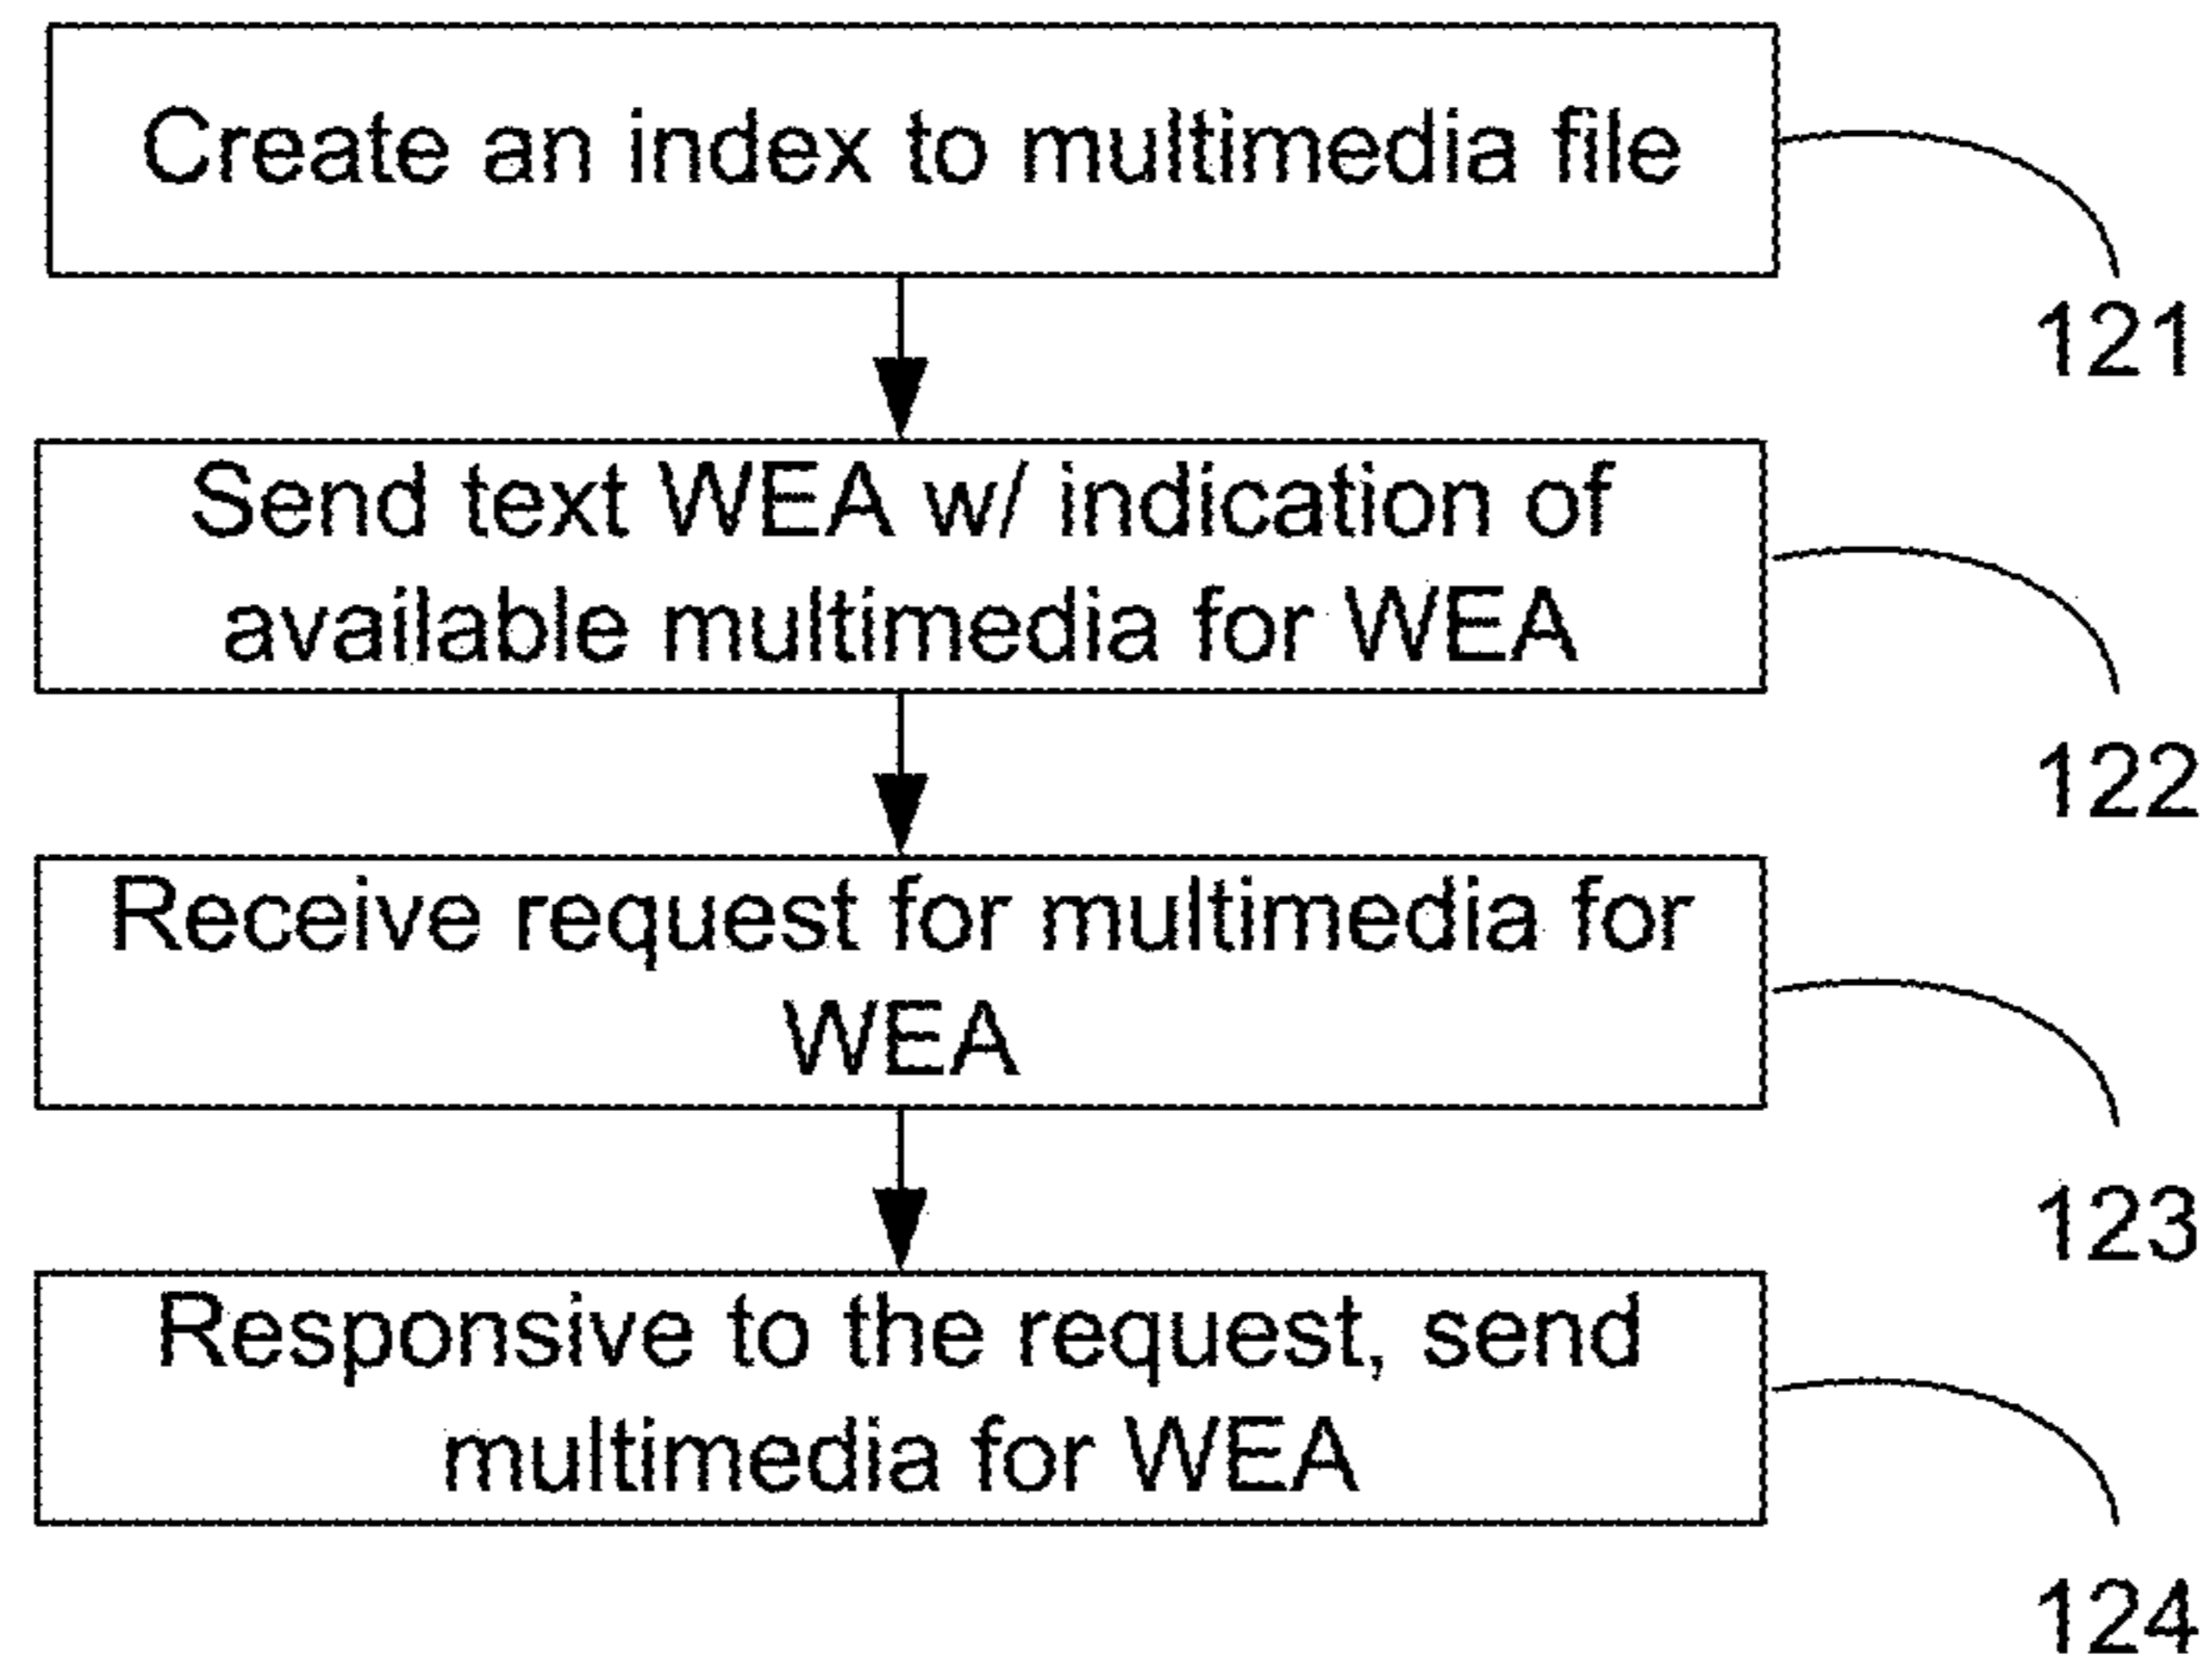 Create an index to multimedia file
121
Send text WEA w/ indication of
available multimedia for WEA
122
Receive request for multimedia for
WEA
123
Responsive to the request, send
multimedia for WEA
124